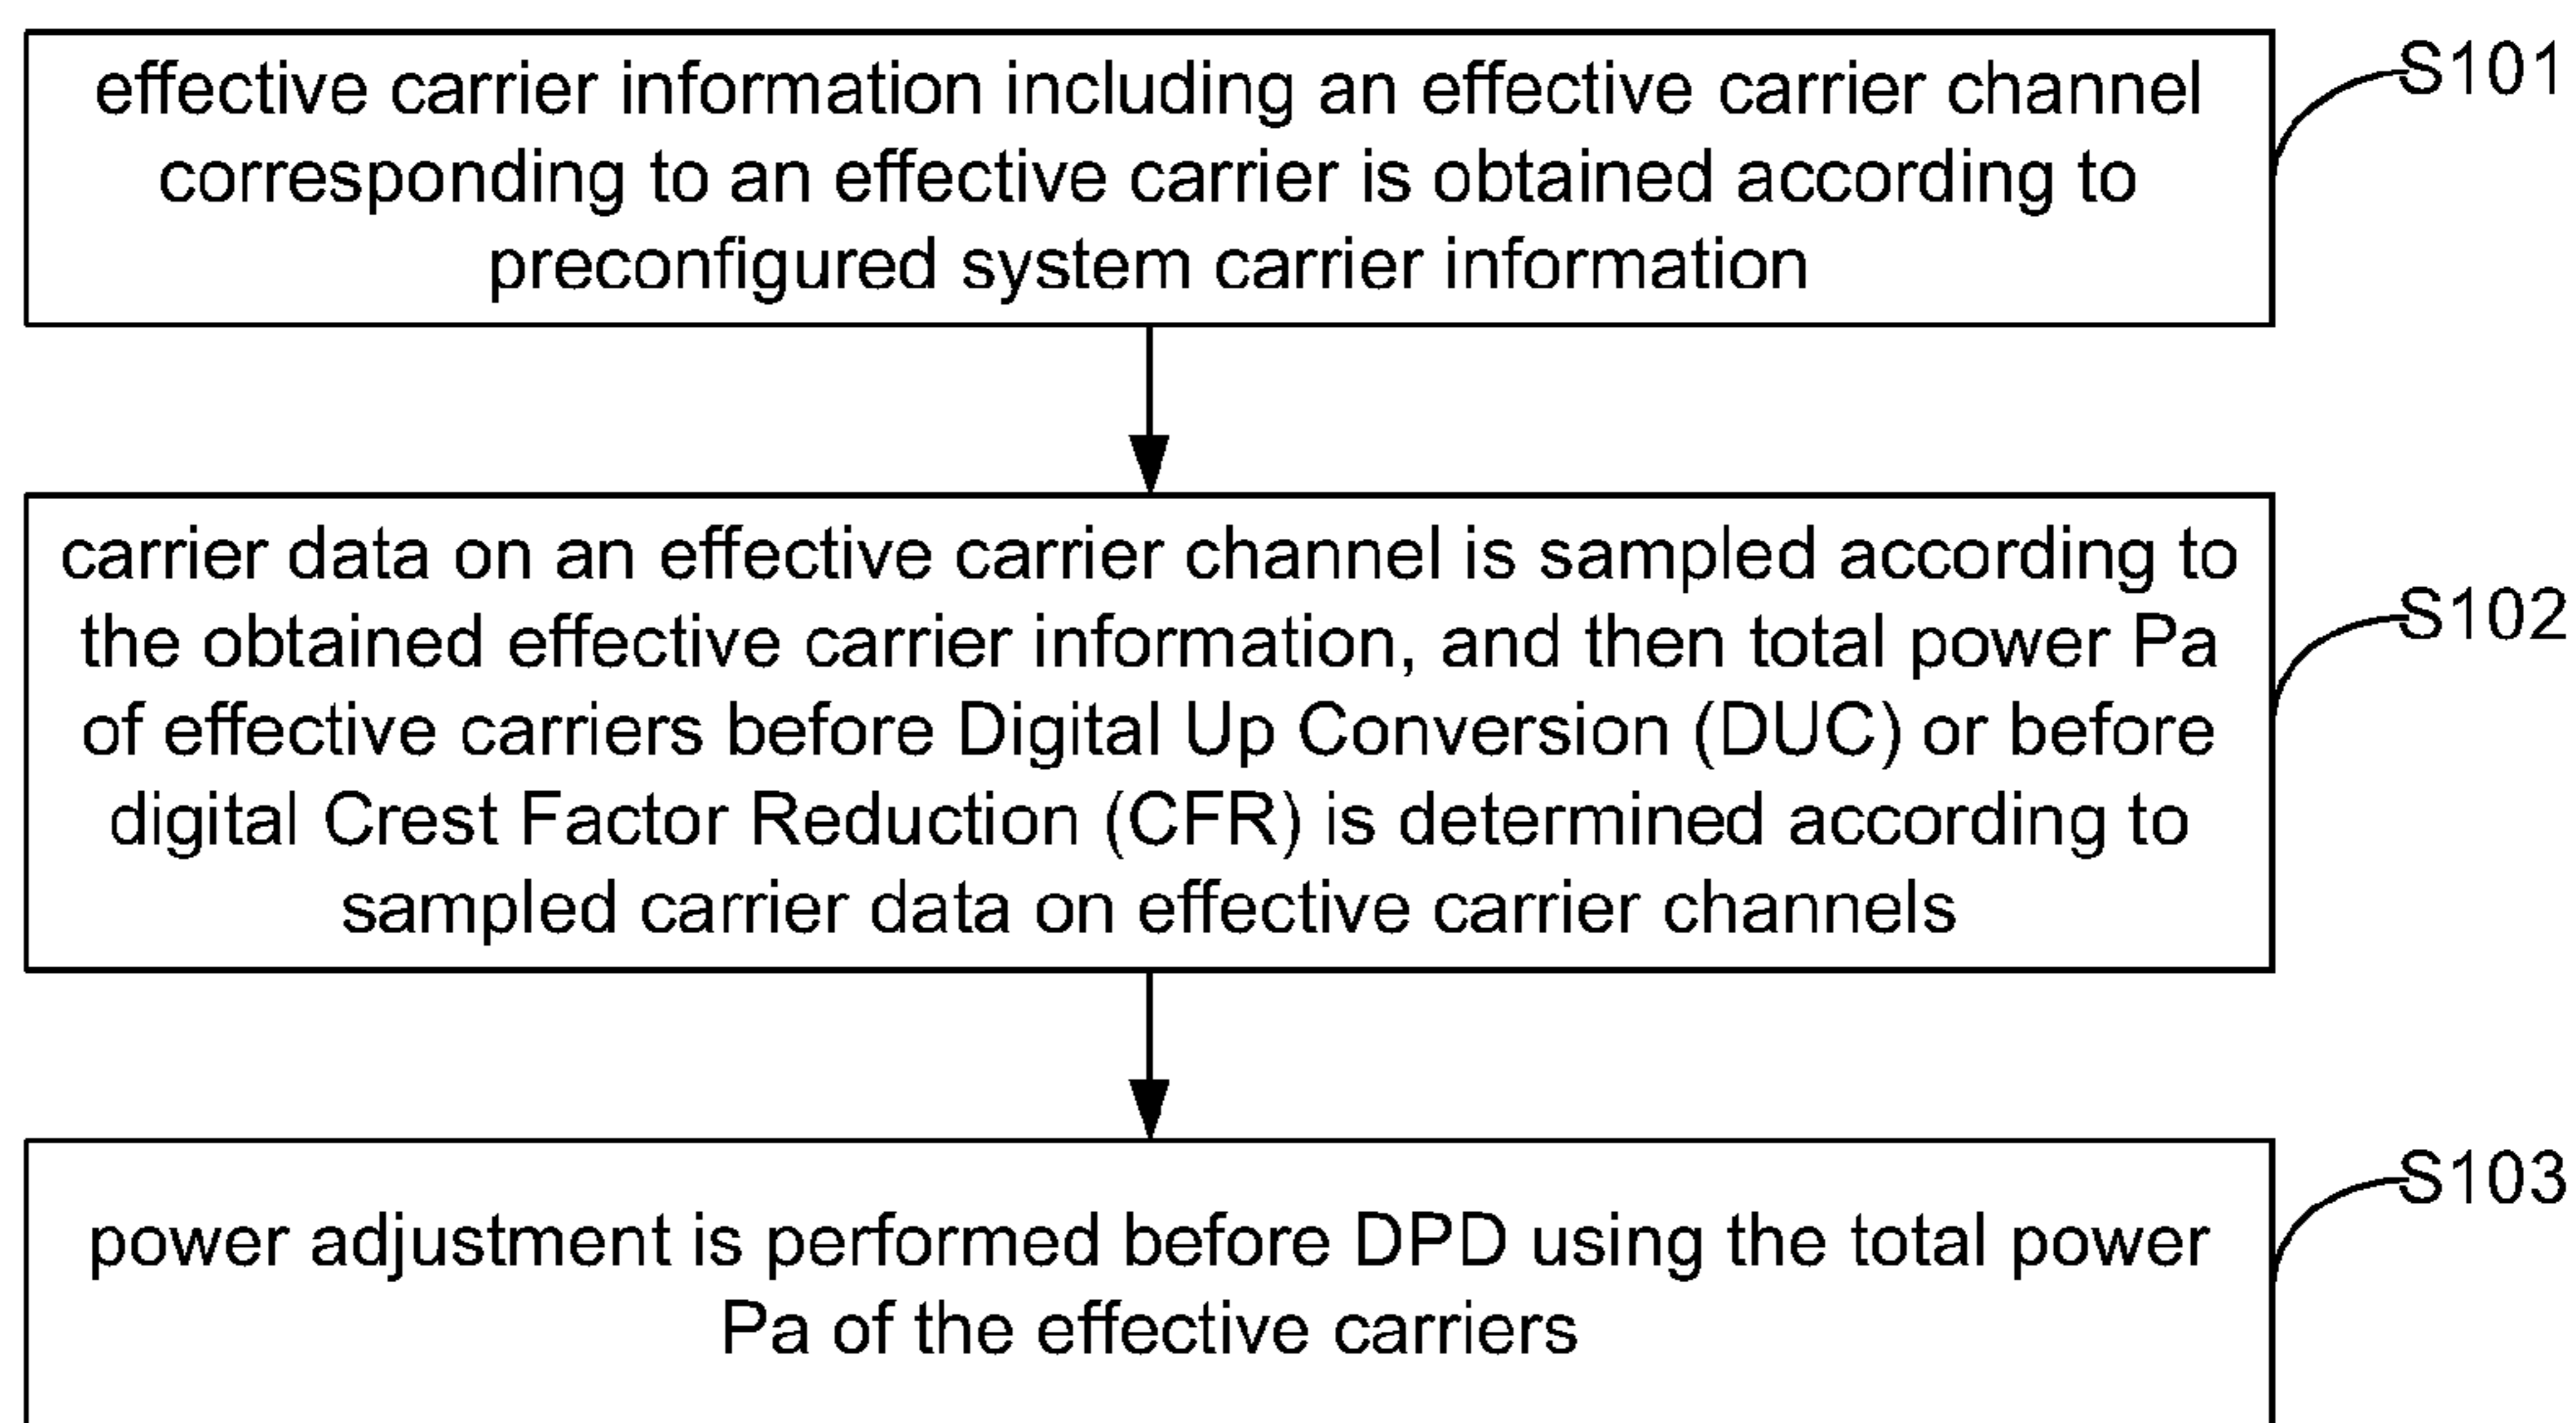 effective carrier information including an effective carrier channel
corresponding to an effective carrier is obtained according to
preconfigured system carrier information
S101
carrier data on an effective carrier channel is sampled according to
the obtained effective carrier information, and then total power Pa
of effective carriers before Digital Up Conversion (DUC) or before
digital Crest Factor Reduction (CFR) is determined according to
sampled carrier data on effective carrier channels
S102
power adjustment is performed before DPD using the total power
Pa of the effective carriers
S103